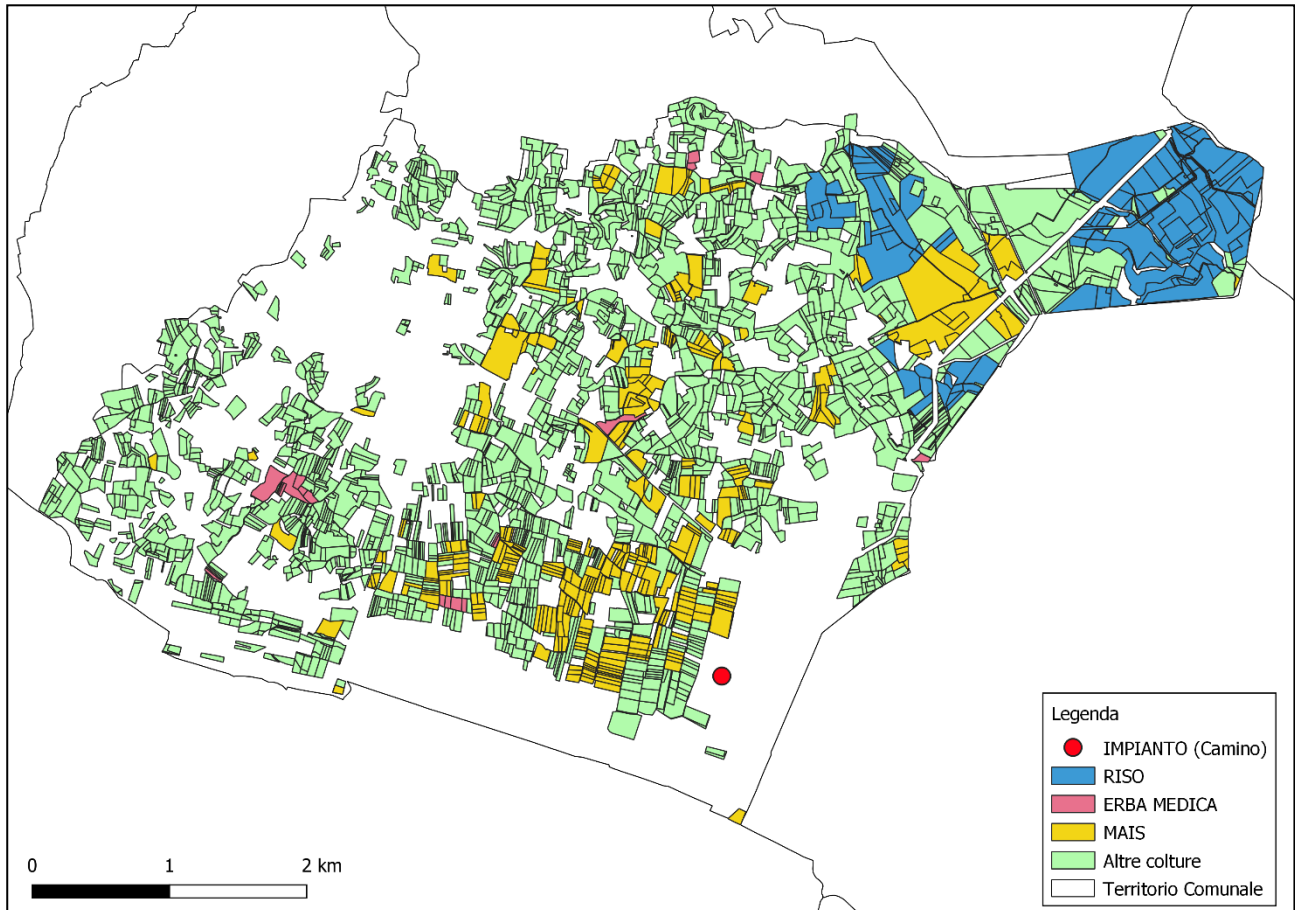 Legenda
IMPIANTO (Camino)
RISO
ERBA MEDICA
MAIS
Altre colture
Territorio Comunale
0 1 2 km